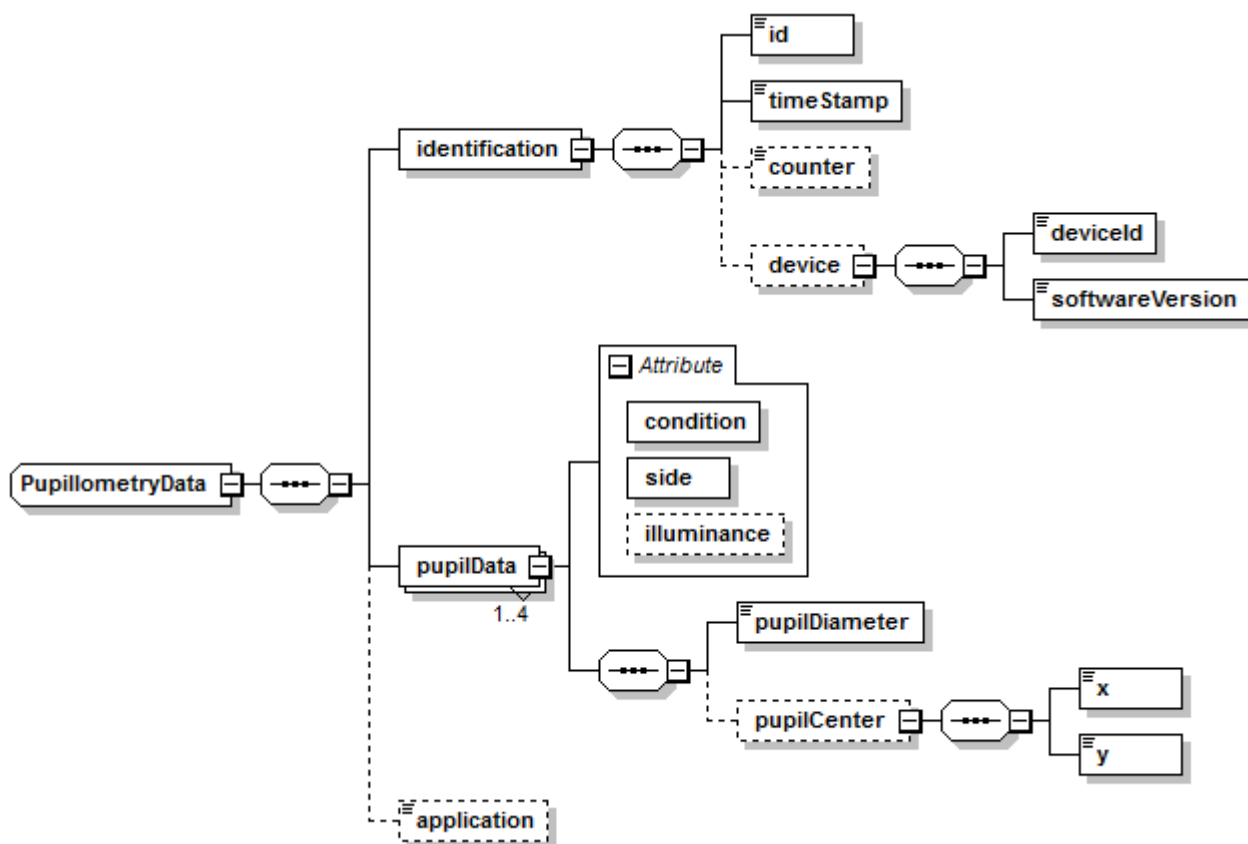 id
timeStamp
identification
counter
device
deviceId
softwareVersion
Attribute
condition
side
illuminance
PupillometryData
pupilData
1..4
pupilDiameter
pupilCenter
x
y
application